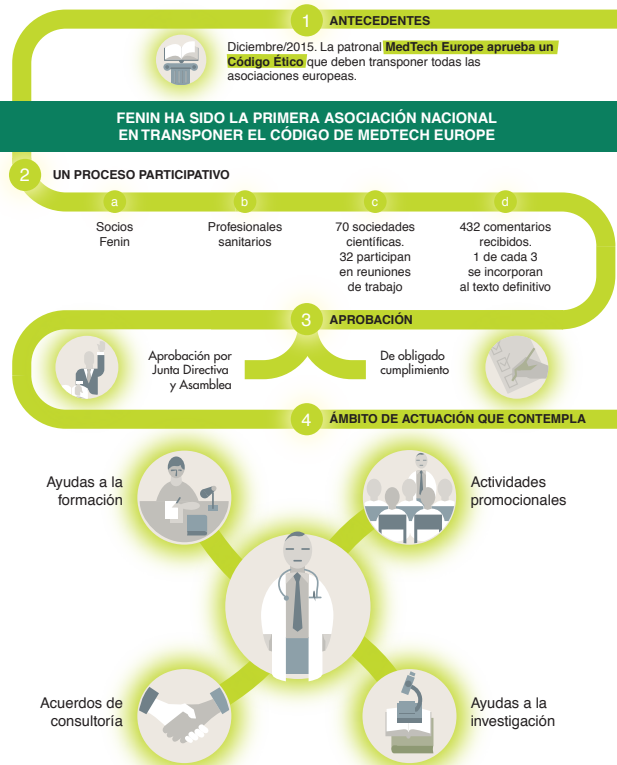 1 ANTECEDENTES
Diciembre/2015. La patronal MedTech Europe aprueba un
Código Ético que deben transponer todas las
asociaciones europeas.
FENIN HA SIDO LA PRIMERA ASOCIACIÓN NACIONAL
EN TRANSPONER EL CÓDIGO DE MEDTECH EUROPE
2 UN PROCESO PARTICIPATIVO
a
Socios
Fenin
b
Profesionales
sanitarios
c
70 sociedades
científicas.
32 participan
en reuniones
de trabajo
d
432 comentarios
recibidos.
1 de cada 3
se incorporan
al texto definitivo
3 APROBACIÓN
Aprobación por
Junta Directiva
y Asamblea
De obligado
cumplimiento
4 ÁMBITO DE ACTUACIÓN QUE CONTEMPLA
Ayudas a la
formación
Actividades
promocionales
Acuerdos de
consultoría
Ayudas a la
investigación